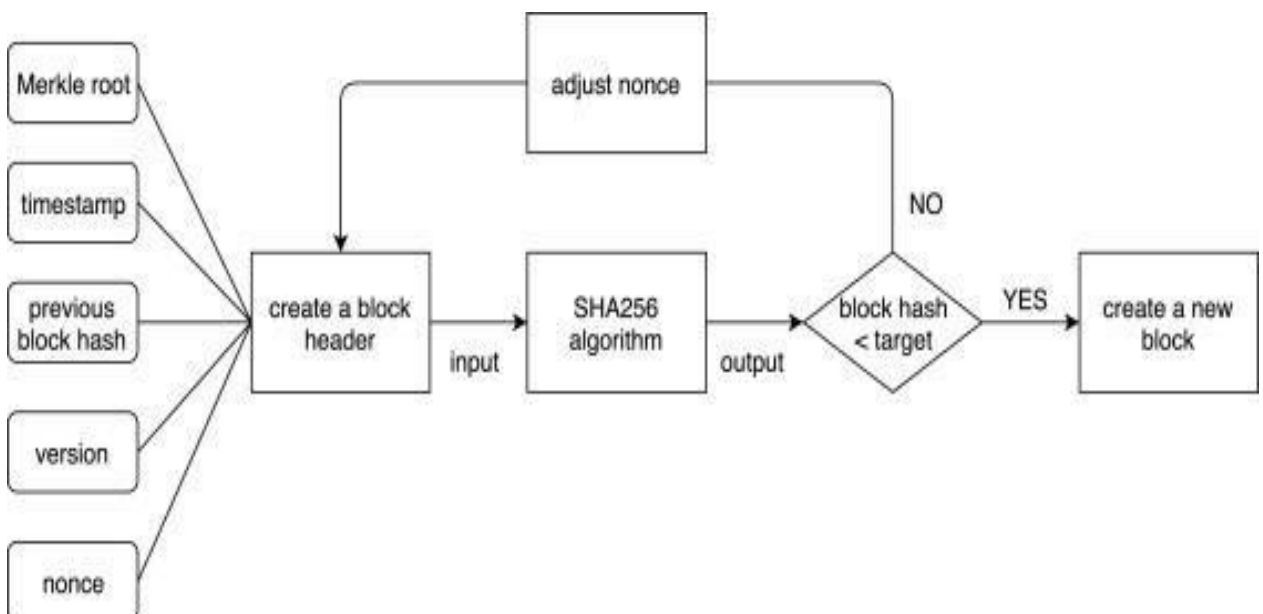 Merkle root
timestamp
previous
block hash
version
nonce
adjust nonce
create a block
header
input
SHA256
algorithm
output
block hash
< target
NO
YES
create a new
block